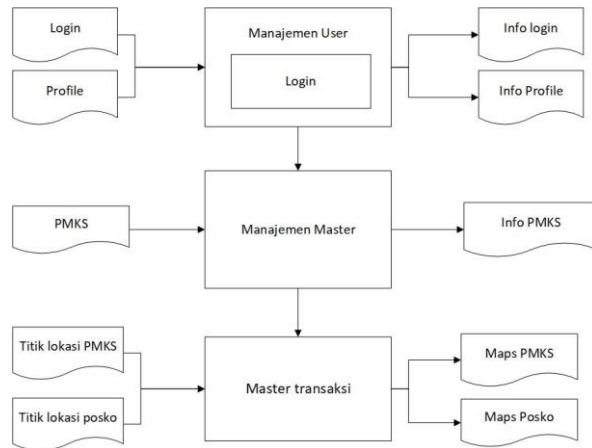 Login
Manajemen User
Info login
Login
Profile
Info Profile
PMKS
Manajemen Master
Info PMKS
Titik lokasi PMKS
Maps PMKS
Master transaksi
Titik lokasi posko
Maps Posko